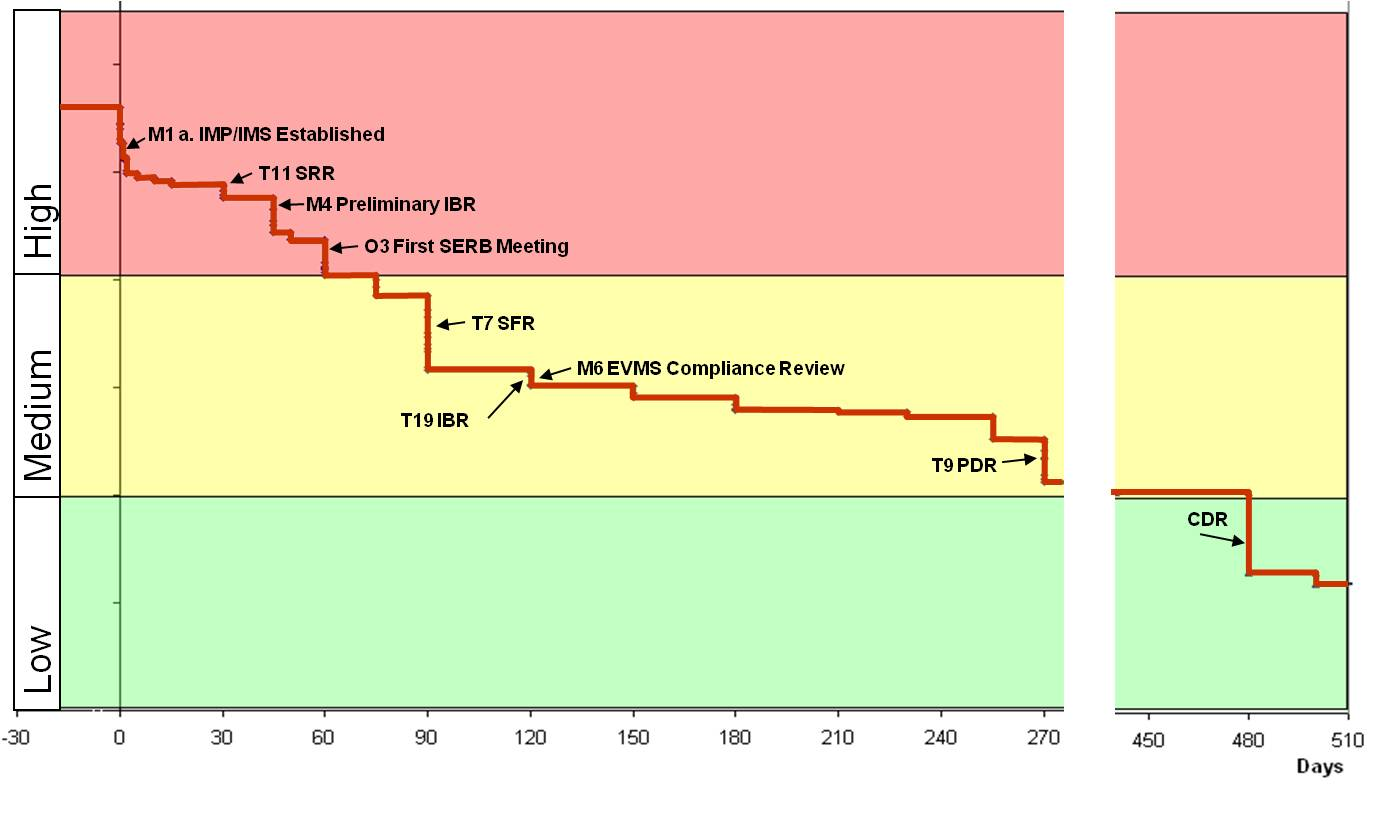 High
Medium
Low
M1 a. IMP/IMS Established
T11 SRR
M4 Preliminary IBR
O3 First SERB Meeting
T7 SFR
M6 EVMS Compliance Review
T19 IBR
T9 PDR
CDR
-30 0 30 60 90 120 150 180 210 240 270 450 480 510
Days